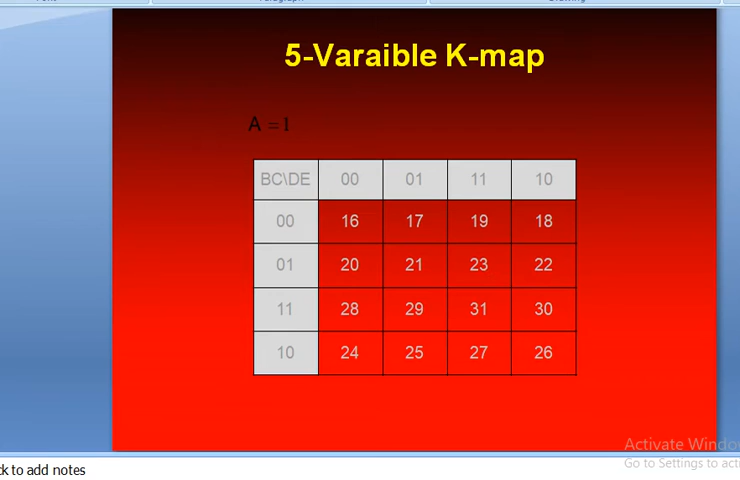 5-Varaible K-map
A = 1
BC\DE 00 01 11 10
00 16 17 19 18
01 20 21 23 22
11 28 29 31 30
10 24 25 27 26
Activate Windo
Go to Settings to acti
ck to add notes